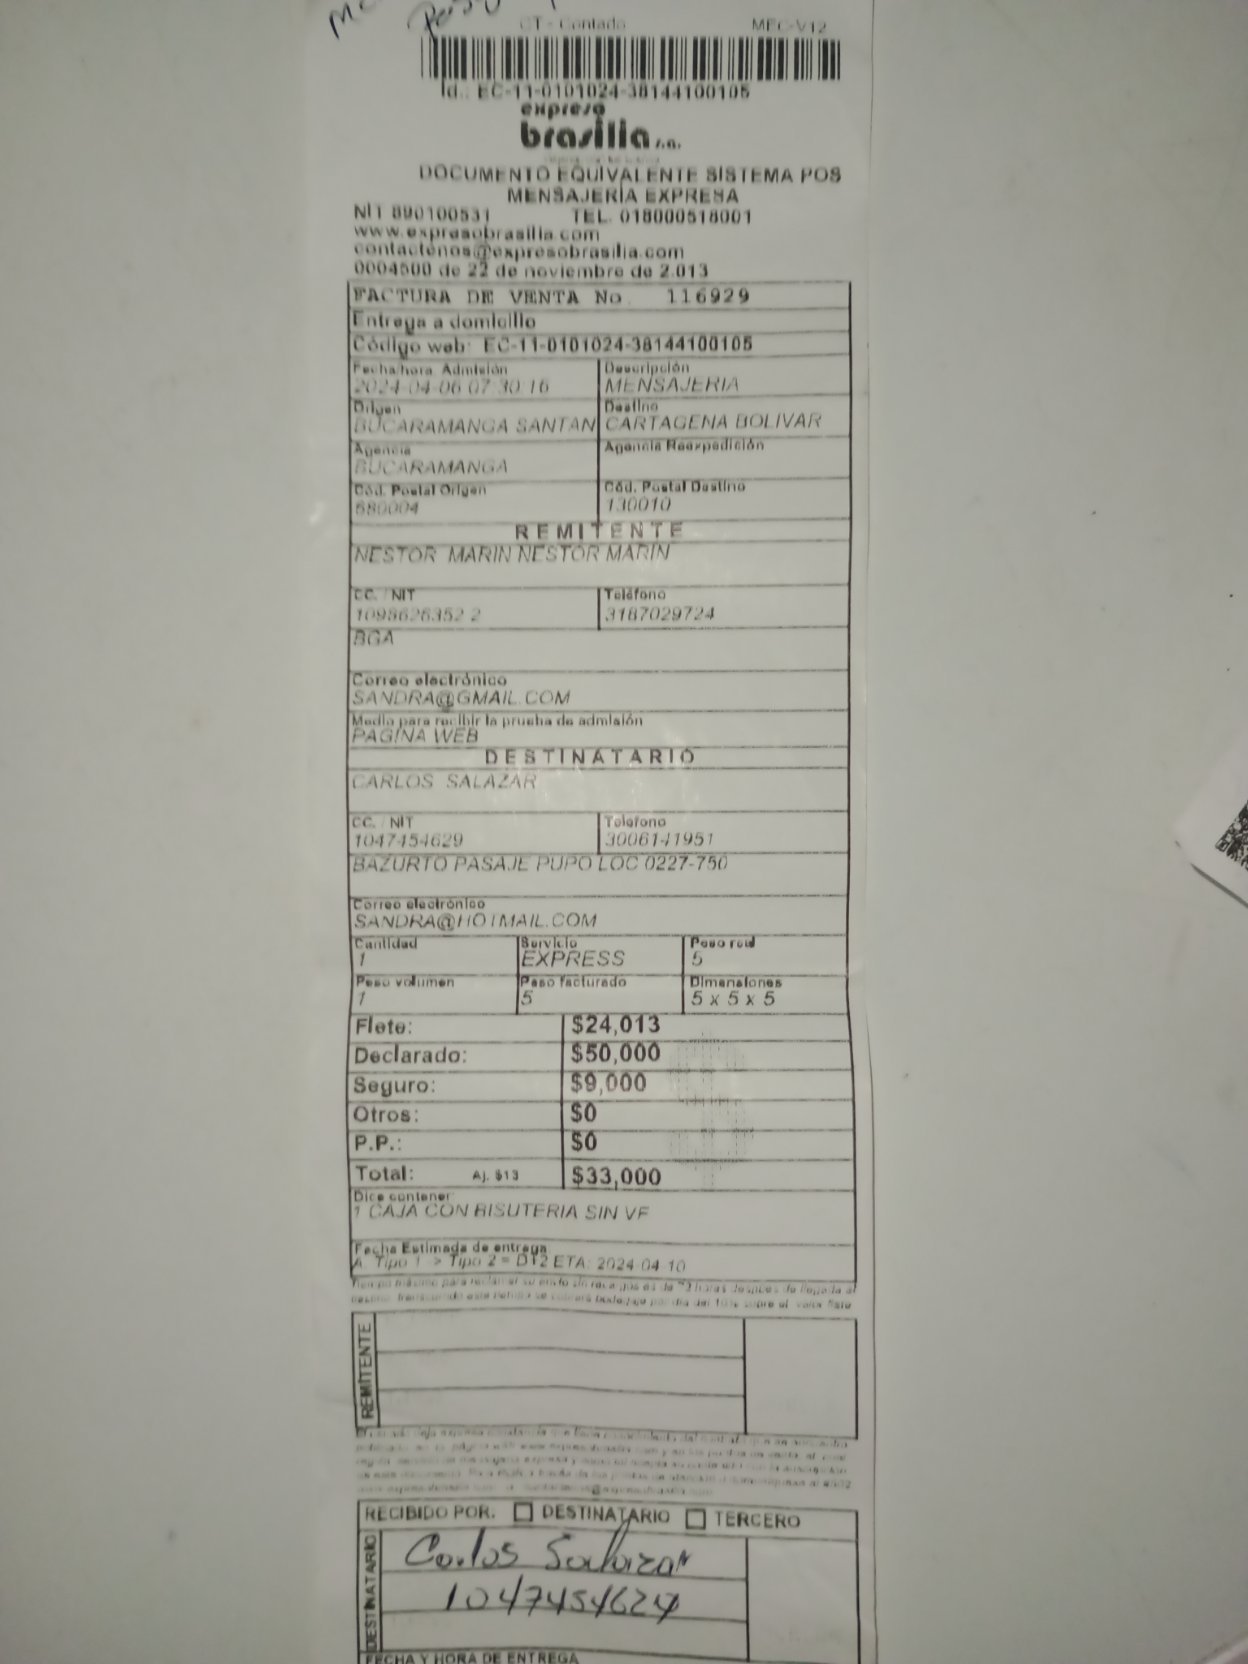 CT - Contado MEC-V12
Id.: EC-11-0101024-38144100105
expreso
brasilia s.a.
DOCUMENTO EQUIVALENTE SISTEMA POS
MENSAJERÍA EXPRESA
NIT 890100531 TEL. 018000518001
www.expresobrasilia.com
contactenos@expresobrasilia.com
0004500 de 22 de noviembre de 2.013
FACTURA DE VENTA No. 116929
Entrega a domicilio
Código web: EC-11-0101024-38144100105
Fecha/hora Admisión Descripción
2024-04-06 07:30:16 MENSAJERIA
Origen Destino
BUCARAMANGA SANTAN CARTAGENA BOLIVAR
Agencia Agencia Reexpedición
BUCARAMANGA
Cód. Postal Origen Cód. Postal Destino
680004 130010
REMITENTE
NESTOR MARIN NESTOR MARIN
CC. / NIT Teléfono
1098626352 2 3187029724
BGA
Correo electrónico
SANDRA@GMAIL.COM
Medio para recibir la prueba de admisión
PAGINA WEB
DESTINATARIO
CARLOS SALAZAR
CC. / NIT Teléfono
1047454629 3006141951
BAZURTO PASAJE PUPO LOC 0227-750
Correo electrónico
SANDRA@HOTMAIL.COM
Cantidad Servicio Peso real
1 EXPRESS 5
Peso volumen Peso facturado Dimensiones
1 5 5 x 5 x 5
Flete: $24,013
Declarado: $50,000
Seguro: $9,000
Otros: $0
P.P.: $0
Total: Aj. $13 $33,000
Dice contener
1 CAJA CON BISUTERIA SIN VF
Fecha Estimada de entrega
A. Tipo 1 > Tipo 2 = D12 ETA: 2024-04-10
REMITENTE
RECIBIDO POR. DESTINATARIO TERCERO
DESTINATARIO
Carlos Salazar
1047454629
FECHA Y HORA DE ENTREGA